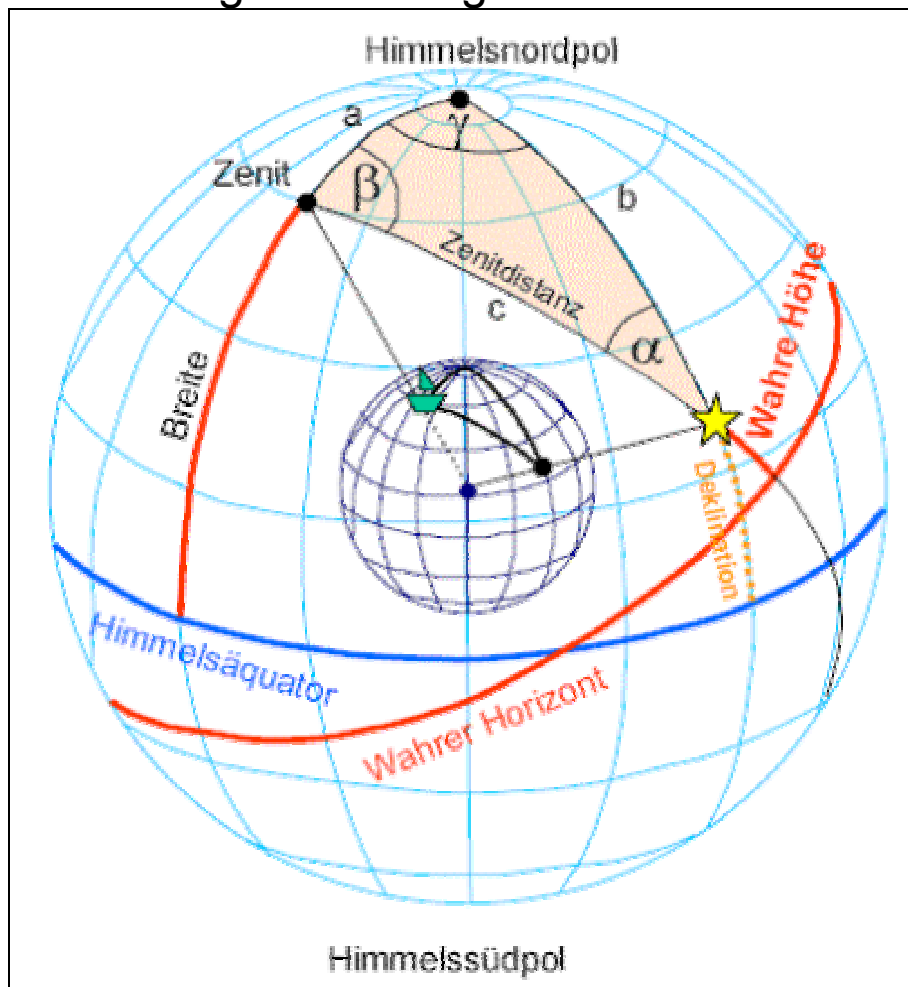 Himmelsnordpol
a
γ
Zenit
β
b
Zenitdistanz
c
α
Wahre Höhe
Breite
Deklination
Himmelsäquator
Wahrer Horizont
Himmelssüdpol